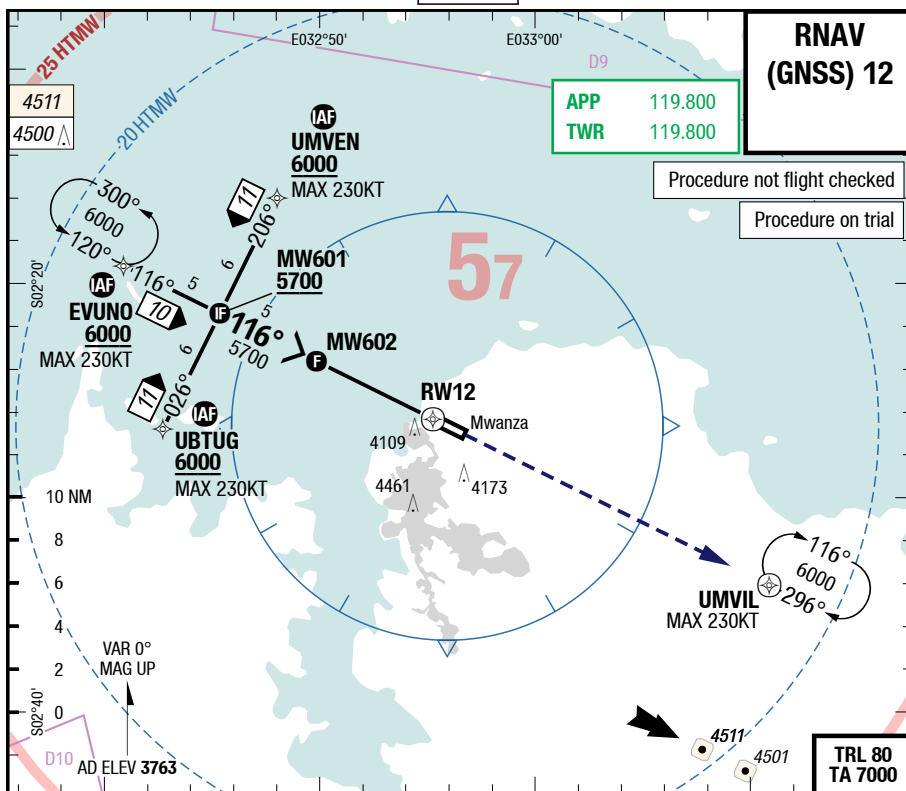 25 HTMW
20 HTMW
E032°50'
E033°00'
D9
RNAV
(GNSS) 12
4511
4500
APP 119.800
TWR 119.800
Procedure not flight checked
Procedure on trial
IAF
UMVEN
6000
MAX 230KT
11
206°
6
300°
6000
120°
116°
5
S02°20'
IAF
EVUNO
6000
MAX 230KT
10
MW601
5700
IF
5
116°
5700
F
MW602
57
6
11
026°
IAF
UBTUG
6000
MAX 230KT
RW12
Mwanza
4109
4461
4173
10 NM
8
6
4
2
0
116°
6000
296°
UMVIL
MAX 230KT
VAR 0°
MAG UP
S02°40'
D10
AD ELEV 3763
4511
4501
TRL 80
TA 7000